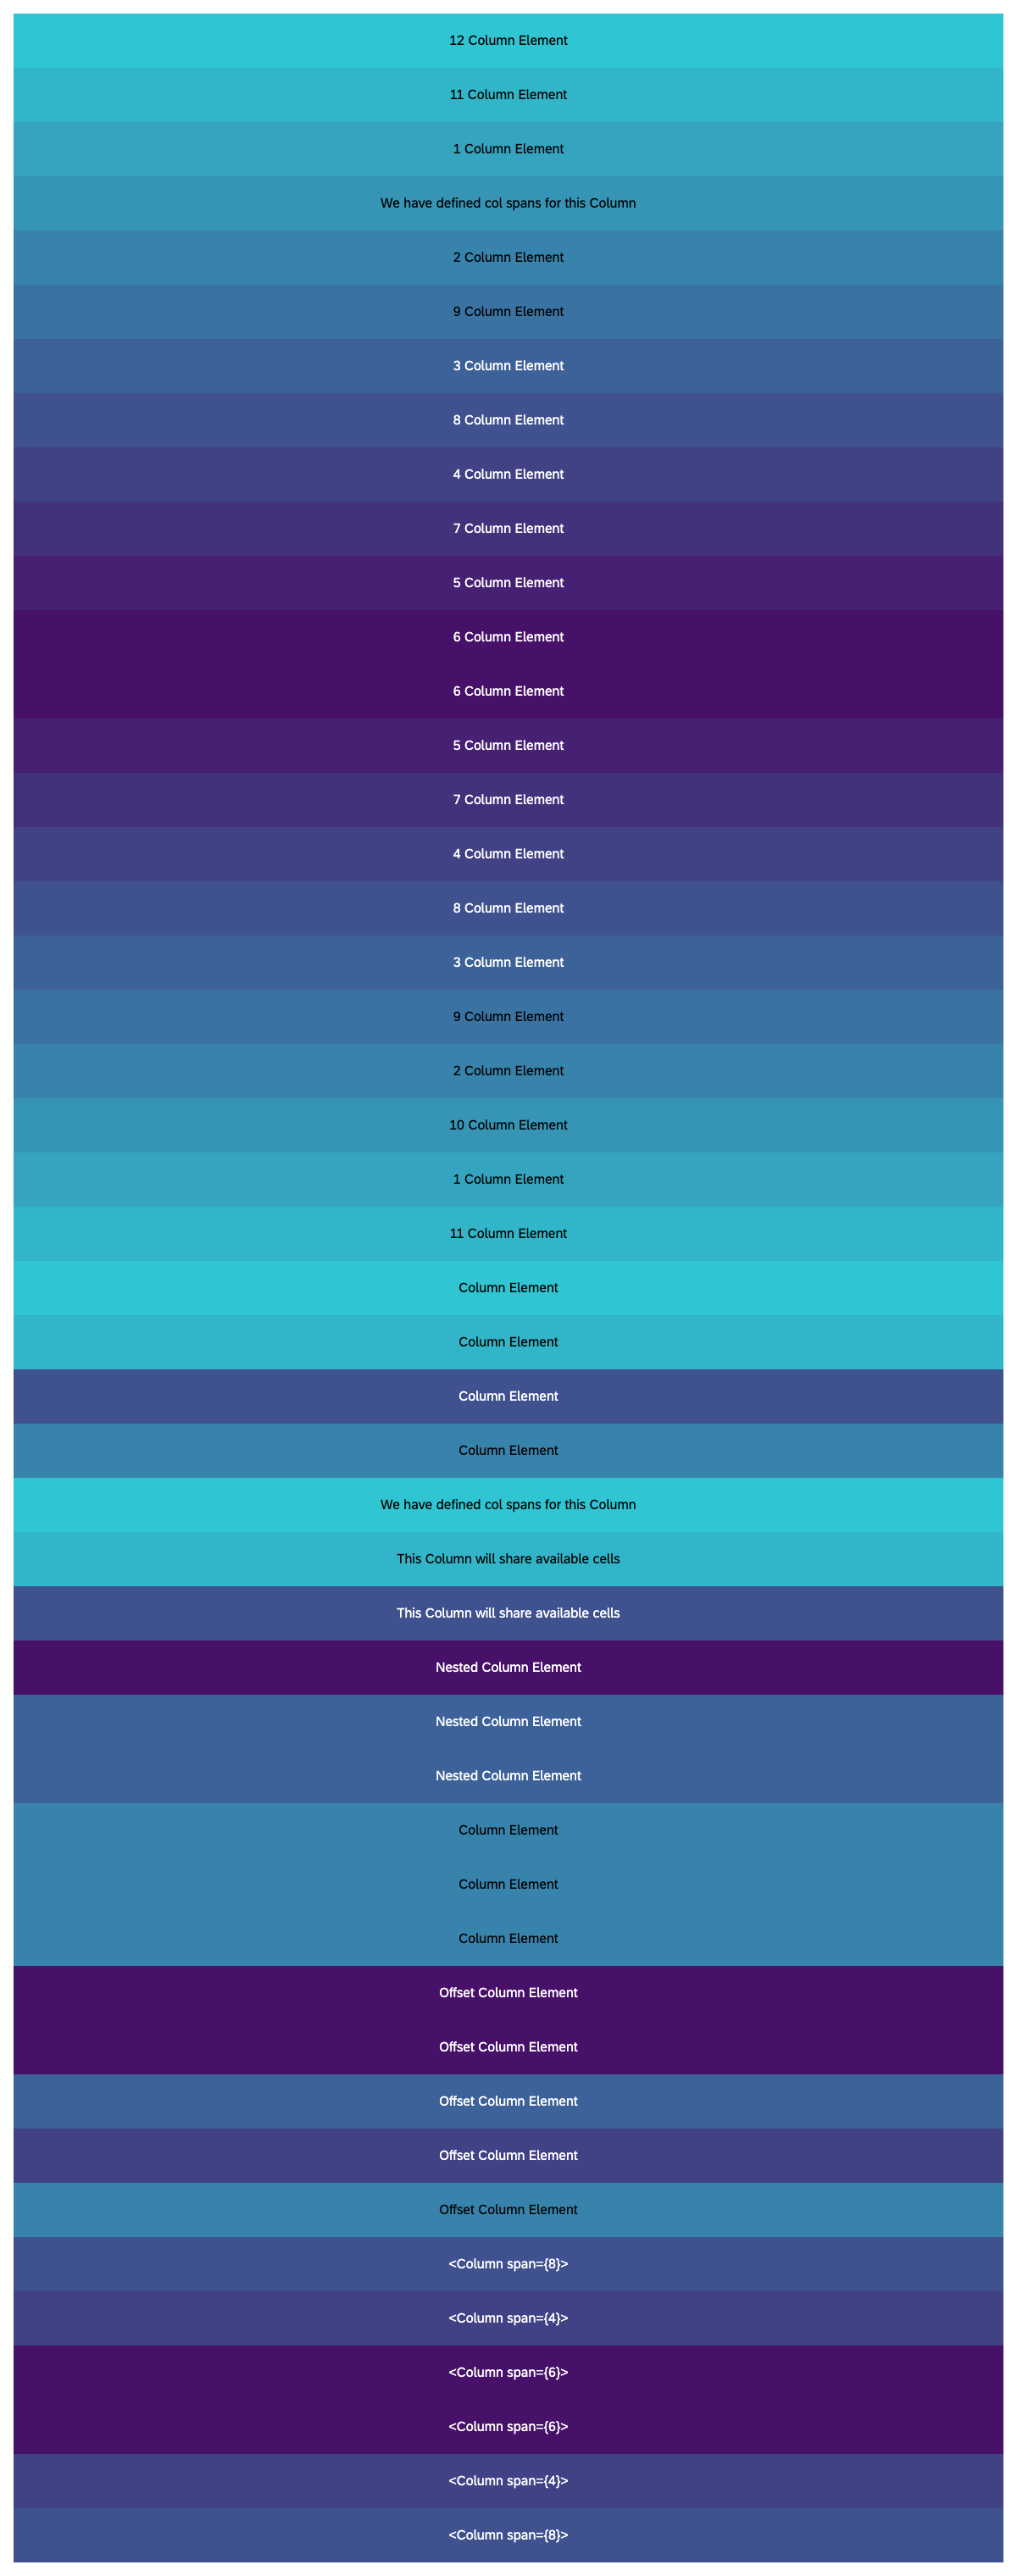 12 Column Element
11 Column Element
1 Column Element
We have defined col spans for this Column
2 Column Element
9 Column Element
3 Column Element
8 Column Element
4 Column Element
7 Column Element
5 Column Element
6 Column Element
6 Column Element
5 Column Element
7 Column Element
4 Column Element
8 Column Element
3 Column Element
9 Column Element
2 Column Element
10 Column Element
1 Column Element
11 Column Element
Column Element
Column Element
Column Element
Column Element
We have defined col spans for this Column
This Column will share available cells
This Column will share available cells
Nested Column Element
Nested Column Element
Nested Column Element
Column Element
Column Element
Column Element
Offset Column Element
Offset Column Element
Offset Column Element
Offset Column Element
Offset Column Element
<Column span={8}>
<Column span={4}>
<Column span={6}>
<Column span={6}>
<Column span={4}>
<Column span={8}>